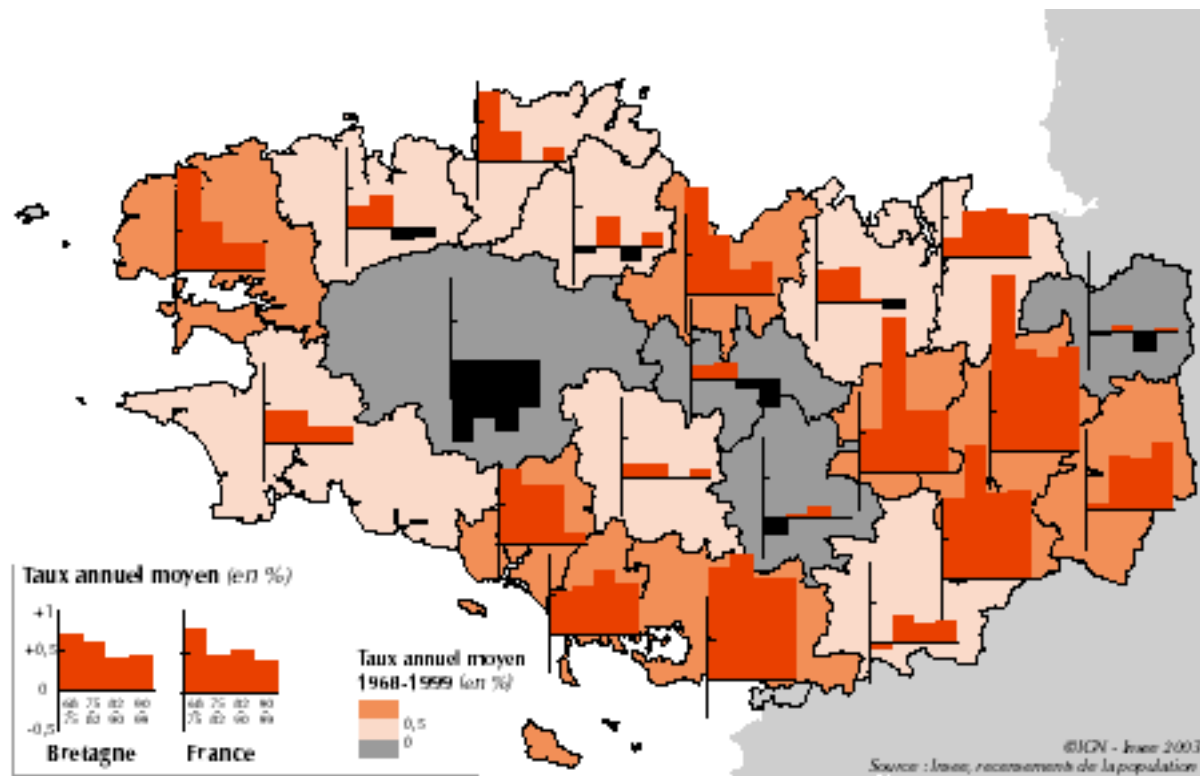 Taux annuel moyen (en %)
+1
+0,5
0
-0,5
68 75 82 90
à à à à
75 82 90 99
68 75 82 90
à à à à
75 82 90 99
Bretagne France
Taux annuel moyen
1968-1999 (en %)
0,5
0
©IGN - Insee 2003
Source : Insee, recensements de la population